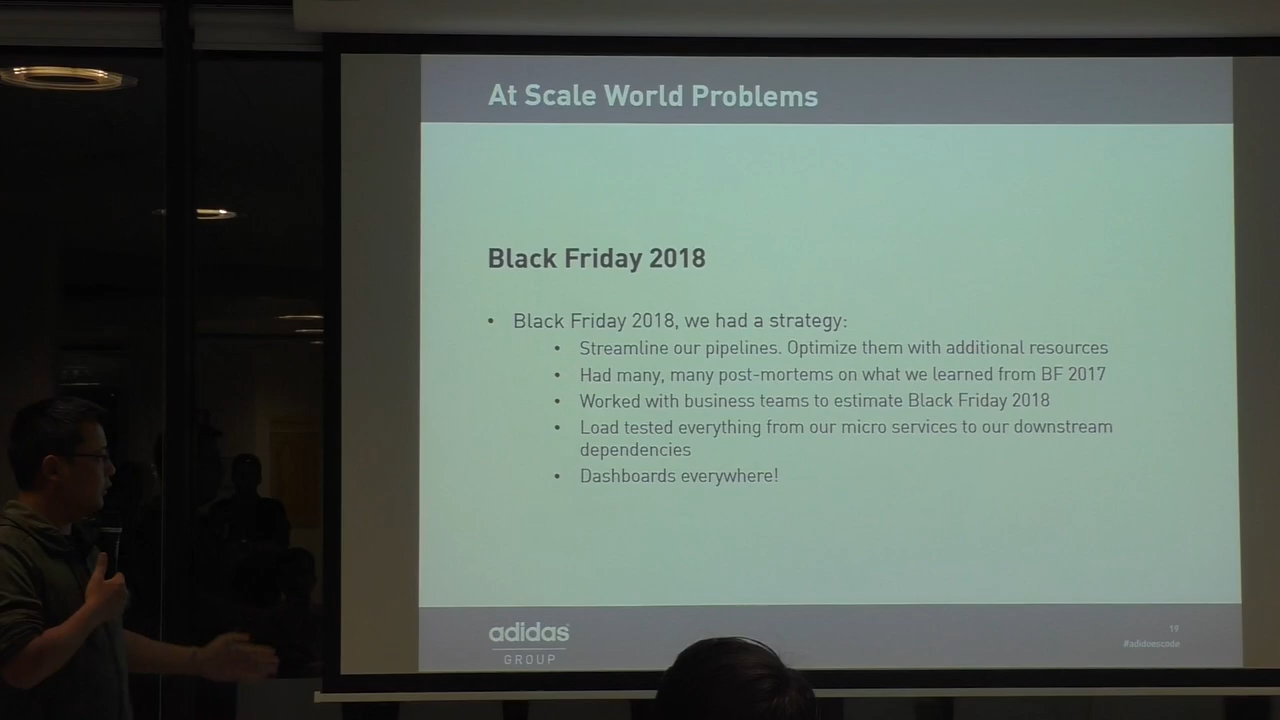 At Scale World Problems
Black Friday 2018
• Black Friday 2018, we had a strategy:
• Streamline our pipelines. Optimize them with additional resources
• Had many, many post-mortems on what we learned from BF 2017
• Worked with business teams to estimate Black Friday 2018
• Load tested everything from our micro services to our downstream
dependencies
• Dashboards everywhere!
adidas
GROUP
19
#adidoescode